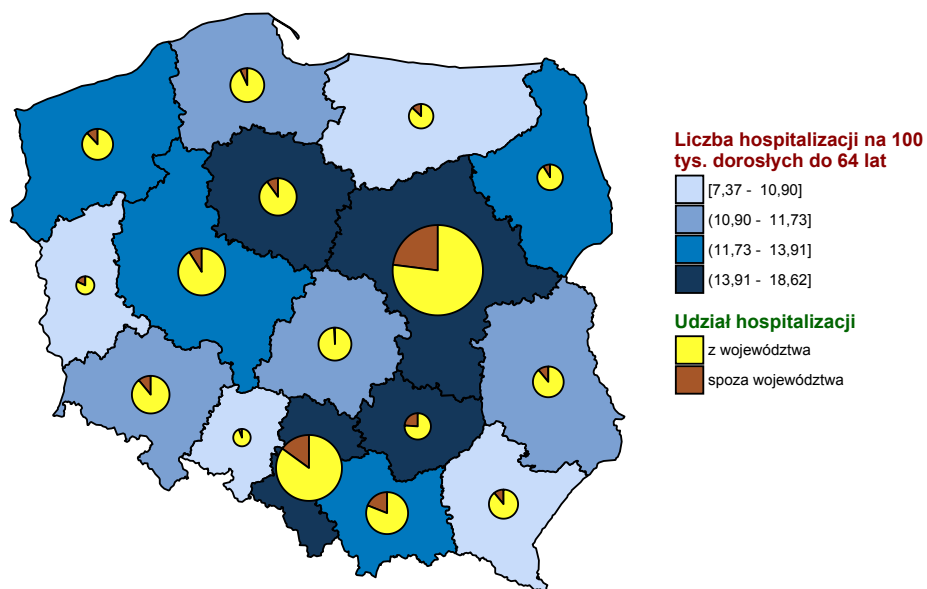 Liczba hospitalizacji na 100
tys. dorosłych do 64 lat
[7,37 - 10,90]
(10,90 - 11,73]
(11,73 - 13,91]
(13,91 - 18,62]
Udział hospitalizacji
z województwa
spoza województwa